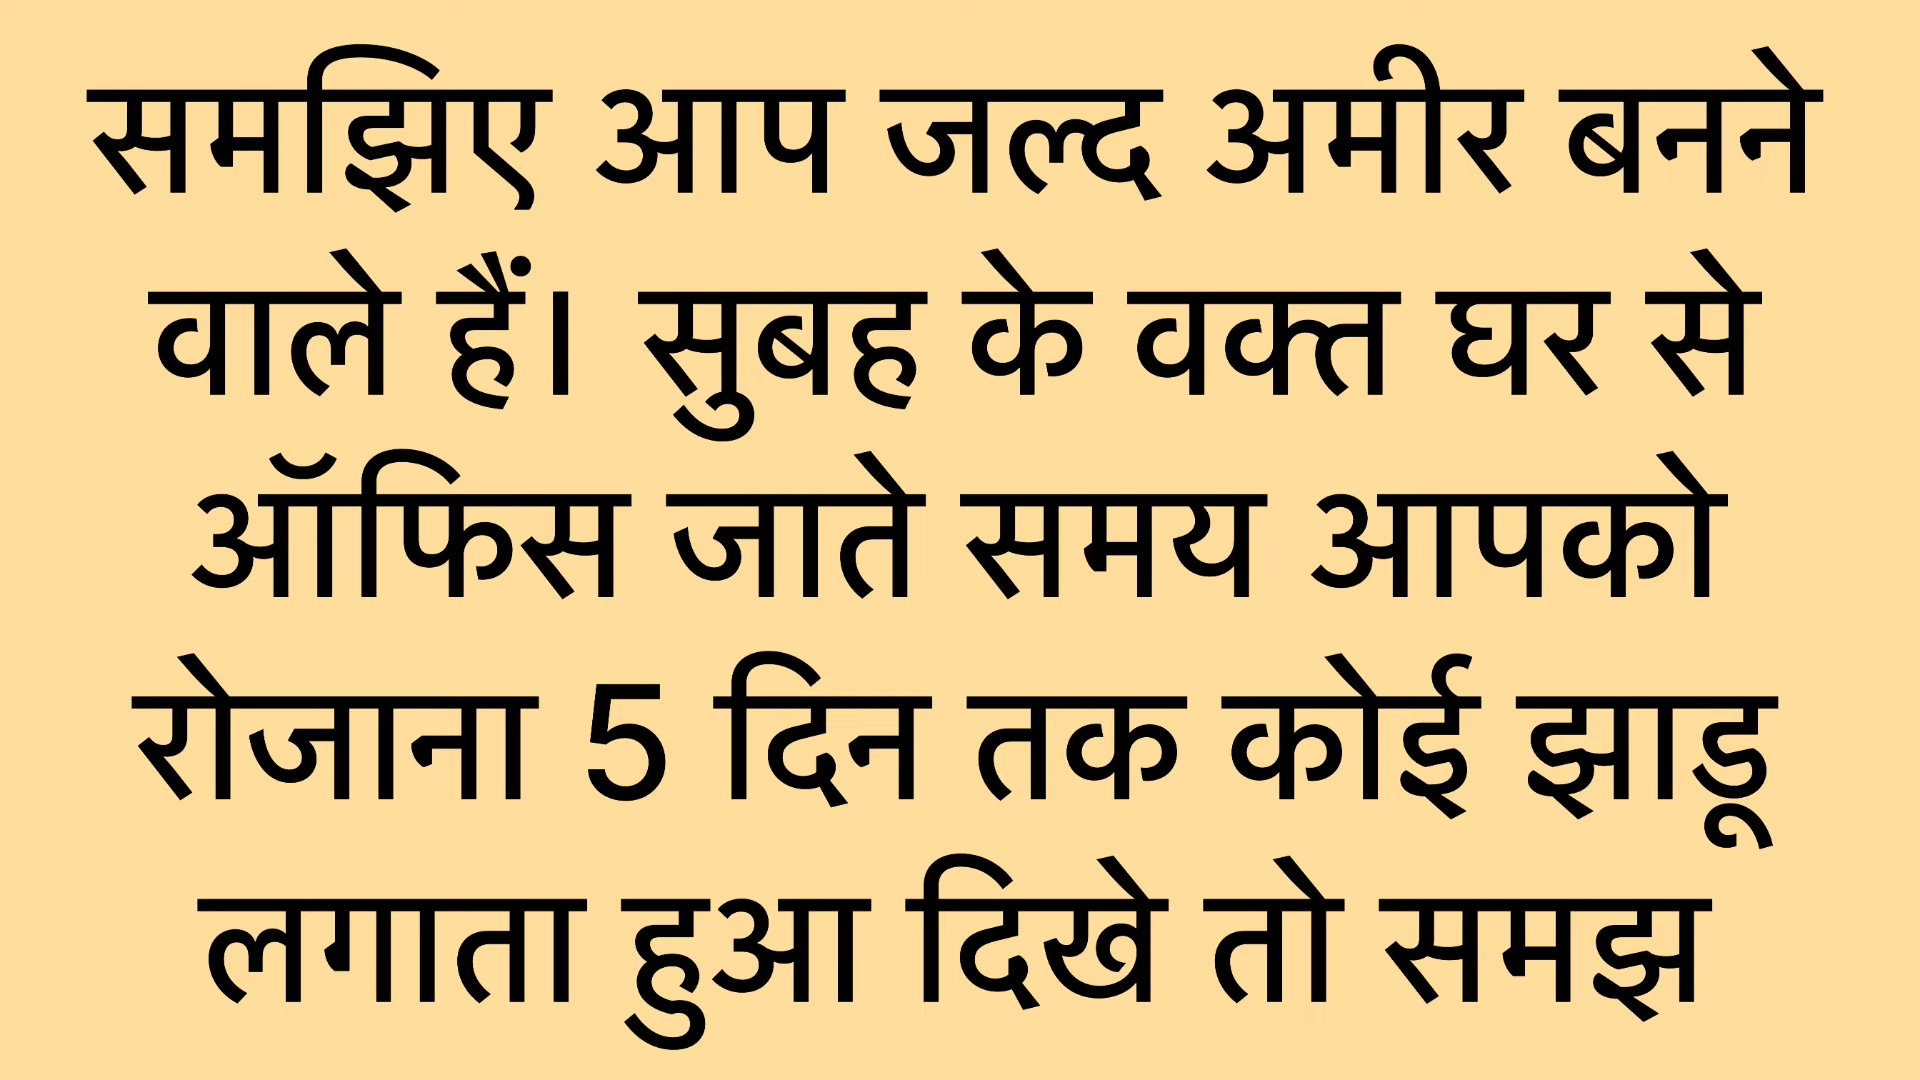 समझिए आप जल्द अमीर बनने
वाले हैं। सुबह के वक्त घर से
ऑफिस जाते समय आपको
रोजाना 5 दिन तक कोई झाडू
लगाता हुआ दिखे तो समझ